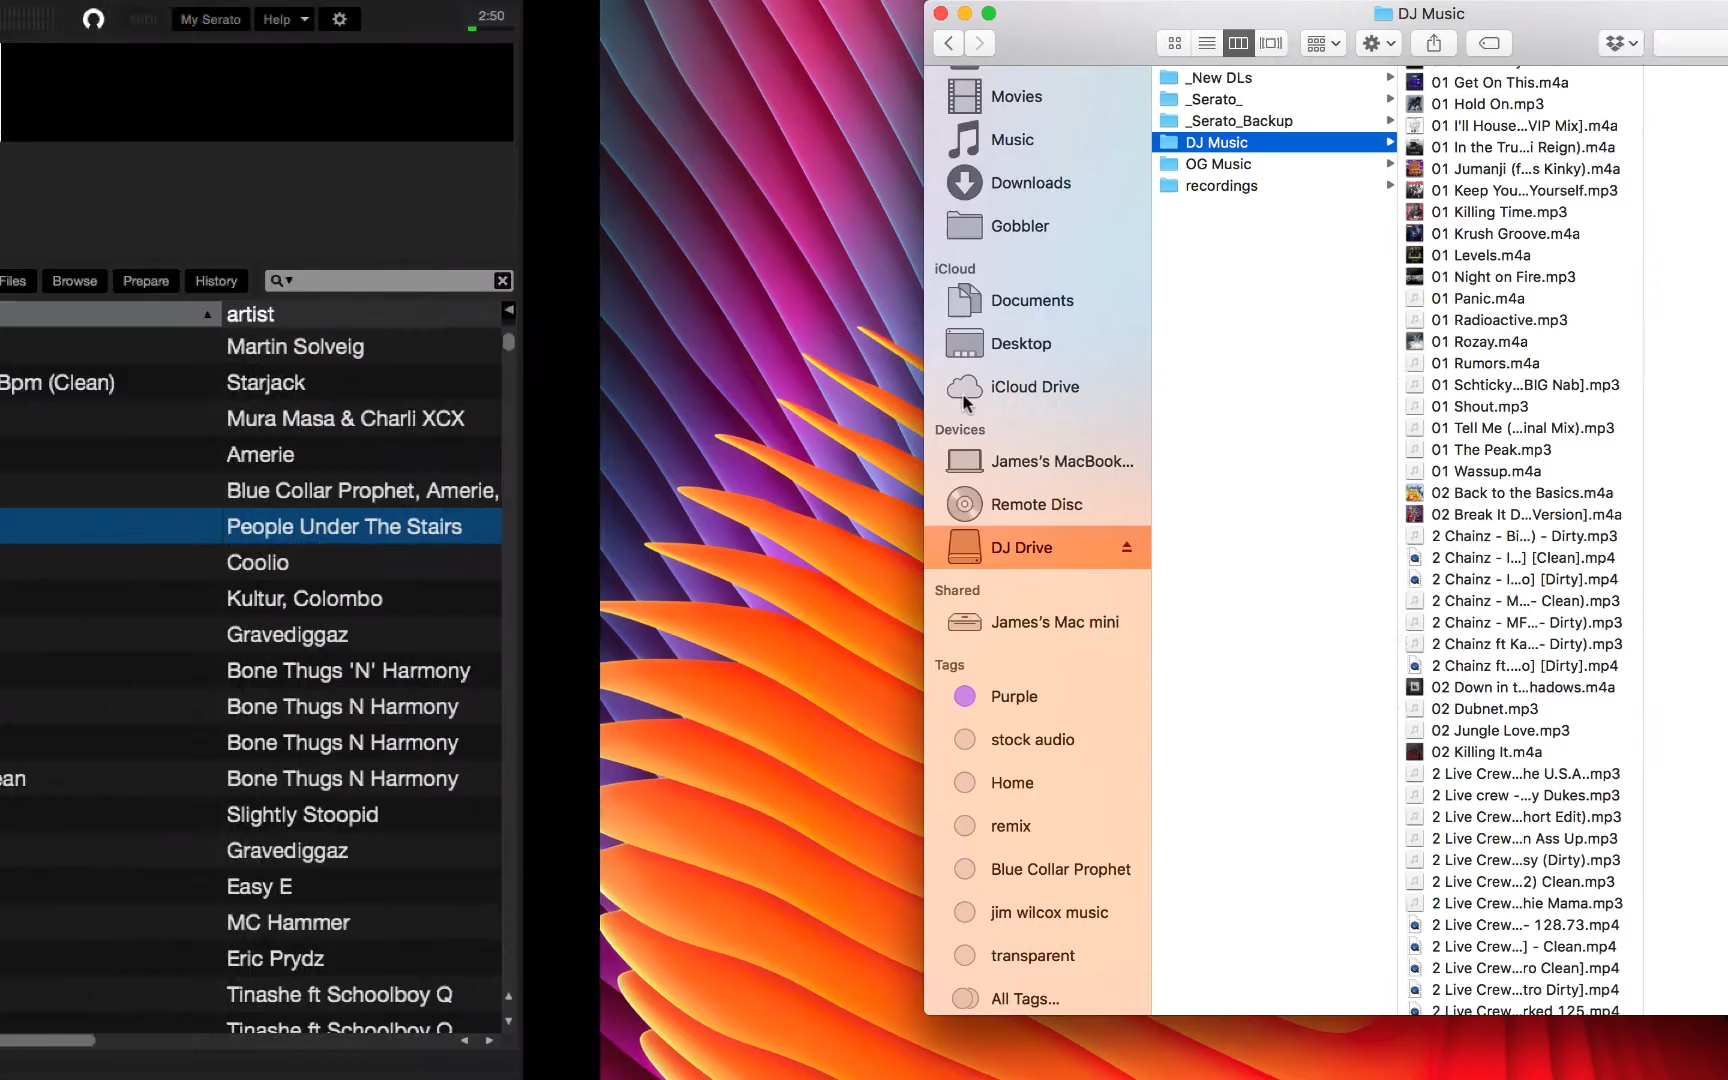 MIDI
My Serato
Help
2:50
Files
Browse
Prepare
History
artist
Martin Solveig
Bpm (Clean)
Starjack
Mura Masa & Charli XCX
Amerie
Blue Collar Prophet, Amerie,
People Under The Stairs
Coolio
Kultur, Colombo
Gravediggaz
Bone Thugs 'N' Harmony
Bone Thugs N Harmony
Bone Thugs N Harmony
ean
Bone Thugs N Harmony
Slightly Stoopid
Gravediggaz
Easy E
MC Hammer
Eric Prydz
Tinashe ft Schoolboy Q
Tinashe ft Schoolboy Q
DJ Music
Movies
Music
Downloads
Gobbler
iCloud
Documents
Desktop
iCloud Drive
Devices
James's MacBook...
Remote Disc
DJ Drive
Shared
James's Mac mini
Tags
Purple
stock audio
Home
remix
Blue Collar Prophet
jim wilcox music
transparent
All Tags...
_New DLs
_Serato_
_Serato_Backup
DJ Music
OG Music
recordings
01 Get On This.m4a
01 Hold On.mp3
01 I'll House...VIP Mix].m4a
01 In the Tru...i Reign).m4a
01 Jumanji (f...s Kinky).m4a
01 Keep You...Yourself.mp3
01 Killing Time.mp3
01 Krush Groove.m4a
01 Levels.m4a
01 Night on Fire.mp3
01 Panic.m4a
01 Radioactive.mp3
01 Rozay.m4a
01 Rumors.m4a
01 Schticky...BIG Nab].mp3
01 Shout.mp3
01 Tell Me (...inal Mix).mp3
01 The Peak.mp3
01 Wassup.m4a
02 Back to the Basics.m4a
02 Break It D...Version].m4a
2 Chainz - Bi...) - Dirty.mp3
2 Chainz - I...] [Clean].mp4
2 Chainz - I...o] [Dirty].mp4
2 Chainz - M...- Clean).mp3
2 Chainz - MF...- Dirty).mp3
2 Chainz ft Ka...- Dirty).mp3
2 Chainz ft....o] [Dirty].mp4
02 Down in t...hadows.m4a
02 Dubnet.mp3
02 Jungle Love.mp3
02 Killing It.m4a
2 Live Crew...he U.S.A..mp3
2 Live crew -...y Dukes.mp3
2 Live Crew...hort Edit).mp3
2 Live Crew...n Ass Up.mp3
2 Live Crew...sy (Dirty).mp3
2 Live Crew...2) Clean.mp3
2 Live Crew...hie Mama.mp3
2 Live Crew...- 128.73.mp4
2 Live Crew...] - Clean.mp4
2 Live Crew...ro Clean].mp4
2 Live Crew...tro Dirty].mp4
2 Live Crew...rked 125.mp4